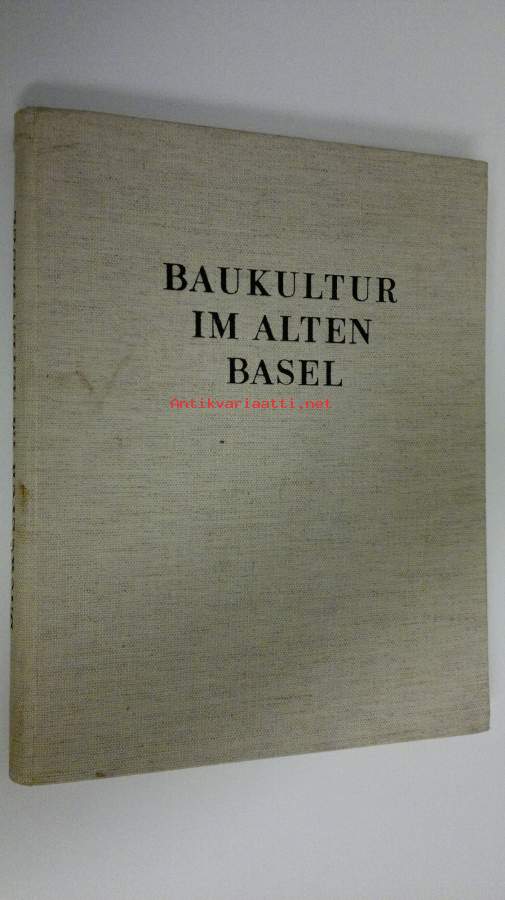 BAUKULTUR
IM ALTEN
BASEL
Antikvariaatti.net